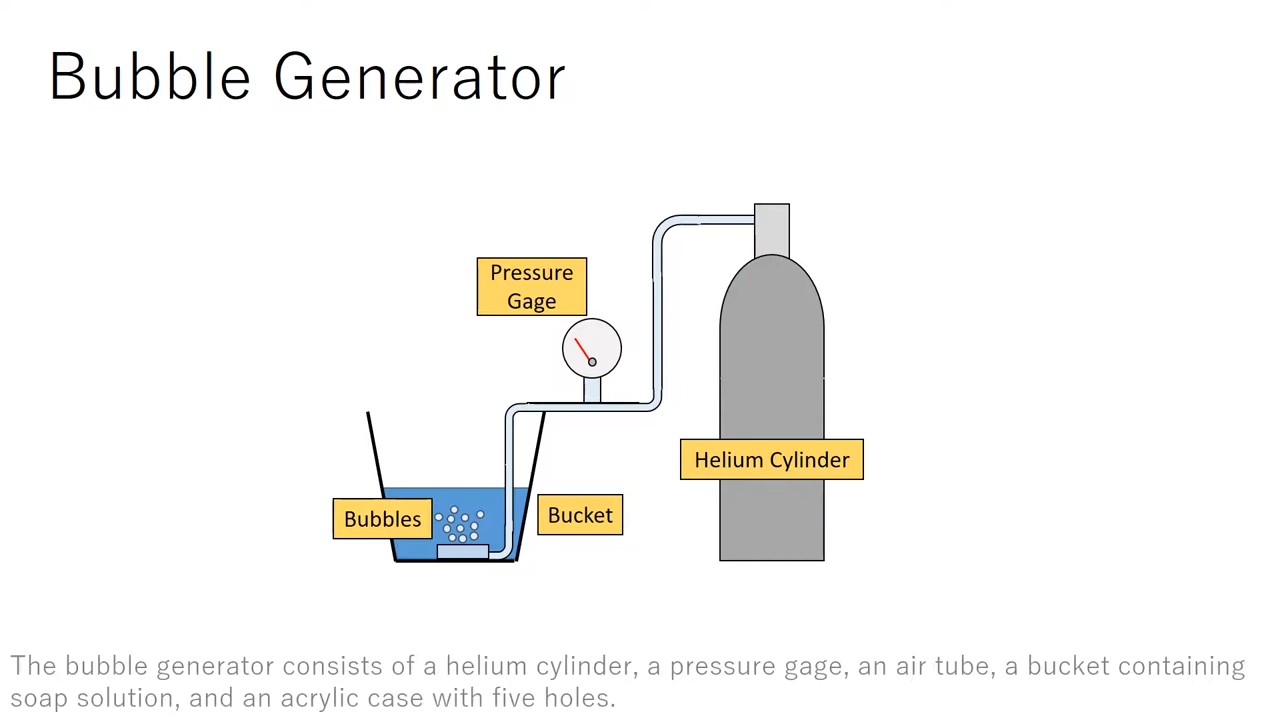 Bubble Generator
Pressure
Gage
Helium Cylinder
Bubbles
Bucket
The bubble generator consists of a helium cylinder, a pressure gage, an air tube, a bucket containing
soap solution, and an acrylic case with five holes.